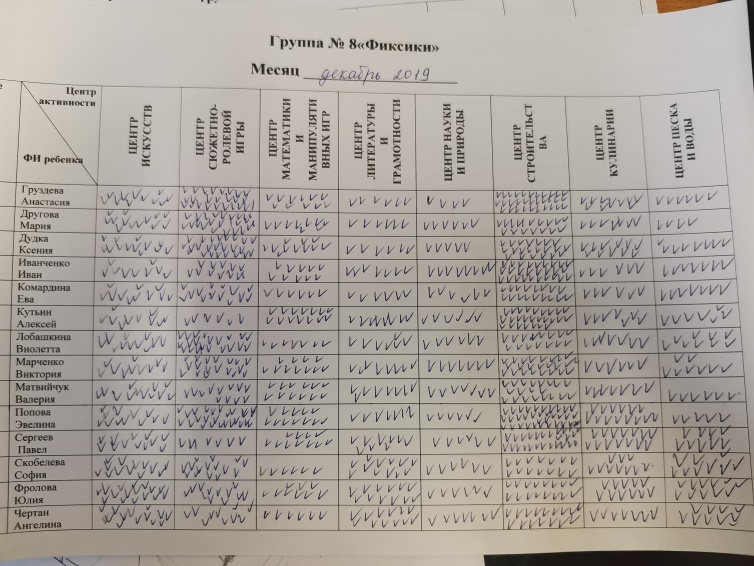 Группа № 8«Фиксики»
Месяц декабрь 2019
Центр
активности
ФИ ребенка
ЦЕНТР
ИСКУССТВ
ЦЕНТР
СЮЖЕТНО-
РОЛЕВОЙ
ИГРЫ
ЦЕНТР
МАТЕМАТИКИ
И
МАНИПУЛЯТИ
ВНЫХ ИГР
ЦЕНТР
ЛИТЕРАТУРЫ
И
ГРАМОТНОСТИ
ЦЕНТР НАУКИ
И ПРИРОДЫ
ЦЕНТР
СТРОИТЕЛЬСТ
ВА
ЦЕНТР
КУЛИНАРИИ
ЦЕНТР ПЕСКА
И ВОДЫ
Груздева
Анастасия
Другова
Мария
Дудка
Ксения
Иванченко
Иван
Комардина
Ева
Кутьин
Алексей
Лобашкина
Виолетта
Марченко
Виктория
Матвийчук
Валерия
Попова
Эвелина
Сергеев
Павел
Скобелева
София
Фролова
Юлия
Чертан
Ангелина